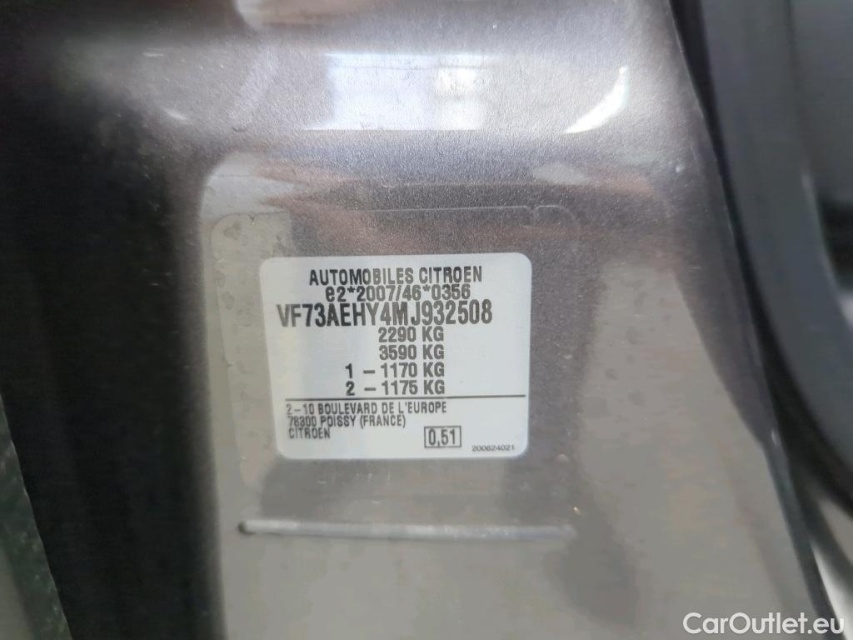 AUTOMOBILES CITROEN
e2*2007/46*0356
VF73AEHY4MJ932508
2290 KG
3590 KG
1 – 1170 KG
2 – 1175 KG
2–10 BOULEVARD DE L'EUROPE
78300 POISSY (FRANCE)
CITROEN
0,51
200624021
CarOutlet.eu